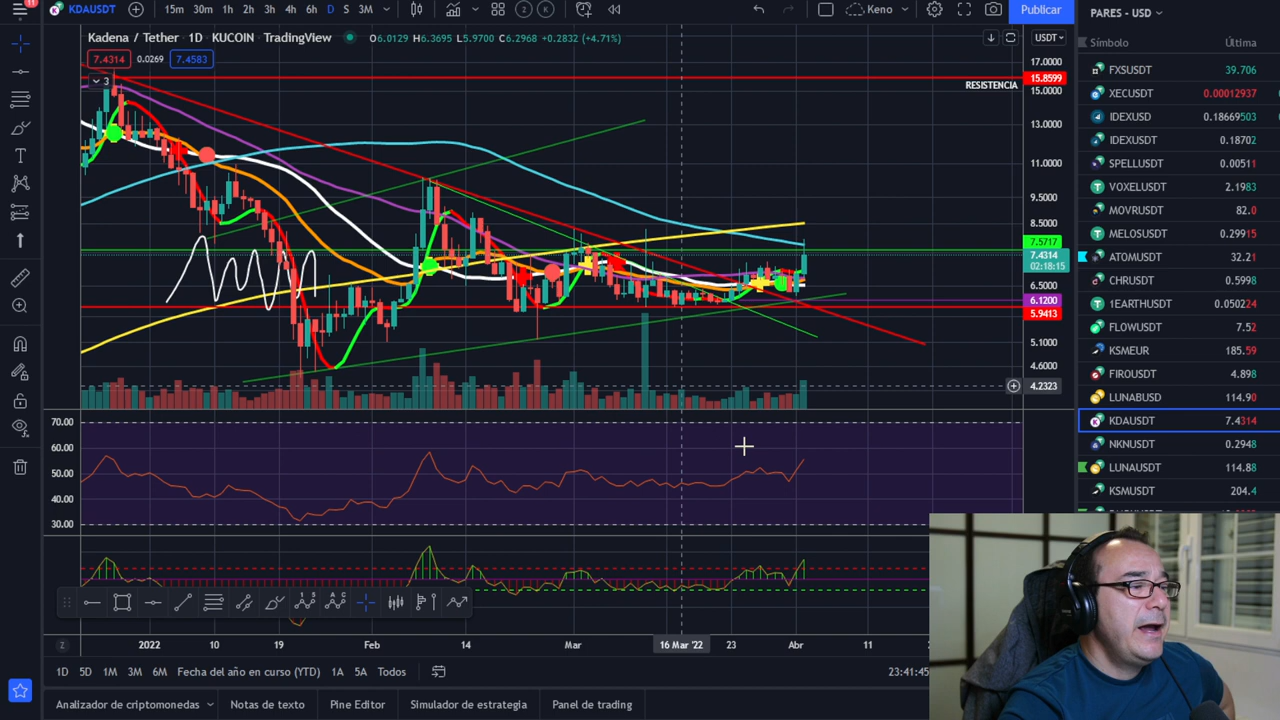 11
KDAUSDT
15m 30m 1h 2h 3h 4h 6h D S 3M
2 K
Keno
Publicar
PARES - USD
Kadena / Tether · 1D · KUCOIN · TradingView
O6.0129 H6.3695 L5.9700 C6.2968 +0.2832 (+4.71%)
USDT
7.4314 0.0269 7.4583
3
RESISTENCIA
17.0000
15.8599
15.0000
13.0000
11.0000
9.5000
8.5000
7.5717
7.4314
02:18:15
6.5000
6.1200
5.9413
5.1000
4.6000
4.2323
70.00
60.00
50.00
40.00
30.00
Z
2022 10 19 Feb 14 Mar 16 Mar '22 23 Abr 11
1D 5D 1M 3M 6M Fecha del año en curso (YTD) 1A 5A Todos
23:41:45
Analizador de criptomonedas Notas de texto Pine Editor Simulador de estrategia Panel de trading
Símbolo Última
FXSUSDT 39.706
XECUSDT 0.00012937
IDEXUSD 0.18669503
IDEXUSDT 0.18702
SPELLUSDT 0.00511
VOXELUSDT 2.1983
MOVRUSDT 82.0
MELOSUSDT 0.29915
ATOMUSDT 32.21
CHRUSDT 0.5998
1EARTHUSDT 0.050224
FLOWUSDT 7.52
KSMEUR 185.59
FIROUSDT 4.898
LUNABUSD 114.90
KDAUSDT 7.4314
NKNUSDT 0.2948
LUNAUSDT 114.88
KSMUSDT 204.4